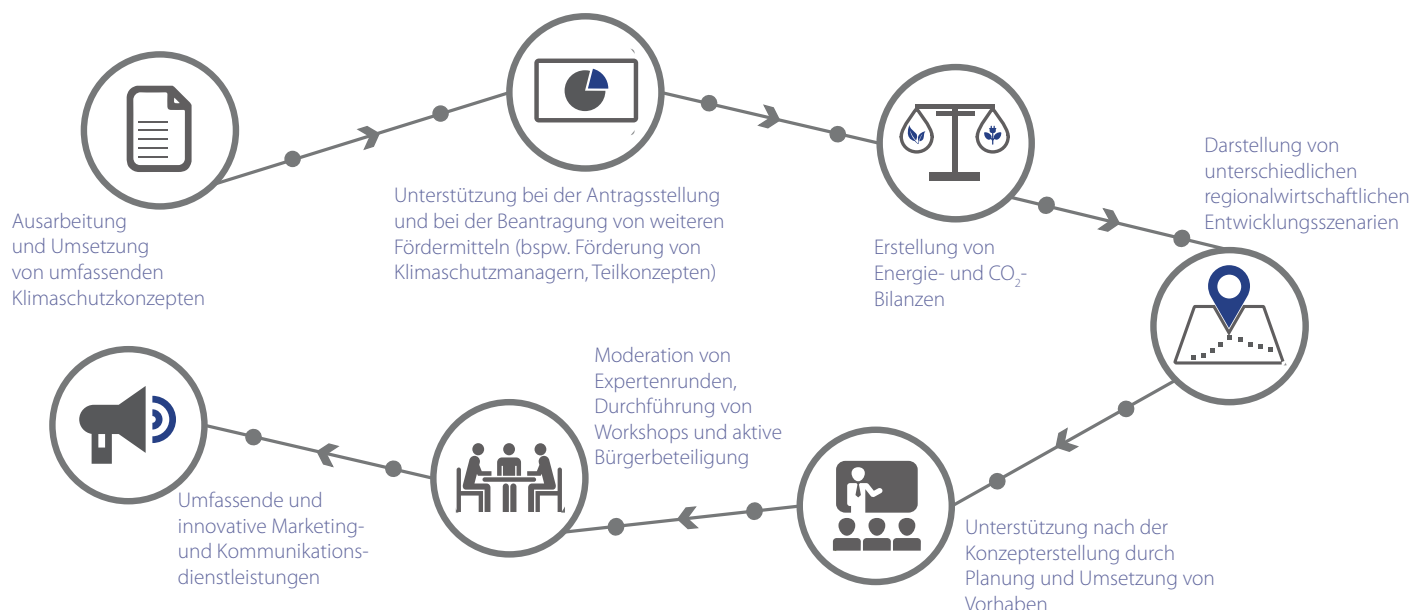 Ausarbeitung
und Umsetzung
von umfassenden
Klimaschutzkonzepten
Unterstützung bei der Antragsstellung
und bei der Beantragung von weiteren
Fördermitteln (bspw. Förderung von
Klimaschutzmanagern, Teilkonzepten)
Erstellung von
Energie- und CO₂-
Bilanzen
Darstellung von
unterschiedlichen
regionalwirtschaftlichen
Entwicklungsszenarien
Unterstützung nach der
Konzepterstellung durch
Planung und Umsetzung von
Vorhaben
Moderation von
Expertenrunden,
Durchführung von
Workshops und aktive
Bürgerbeteiligung
Umfassende und
innovative Marketing-
und Kommunikations-
dienstleistungen